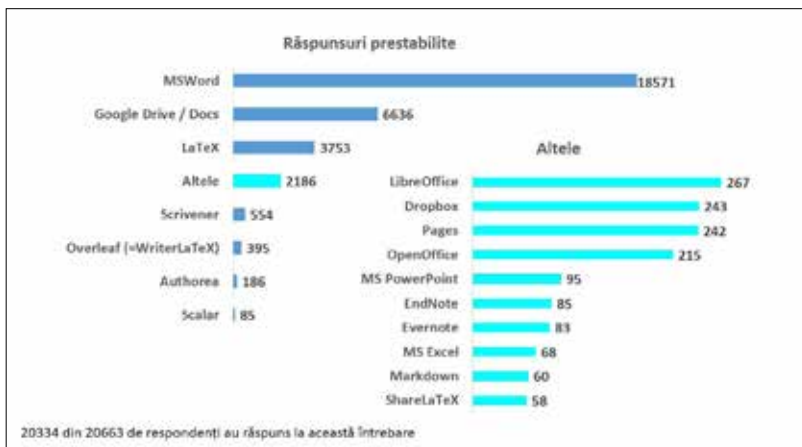 Răspunsuri prestabilite
MSWord 18571
Google Drive / Docs 6636
LaTeX 3753
Altele 2186
Scrivener 554
Overleaf (=WriterLaTeX) 395
Authorea 186
Scalar 85
Altele
LibreOffice 267
Dropbox 243
Pages 242
OpenOffice 215
MS PowerPoint 95
EndNote 85
Evernote 83
MS Excel 68
Markdown 60
ShareLaTeX 58
20334 din 20663 de respondenți au răspuns la această întrebare